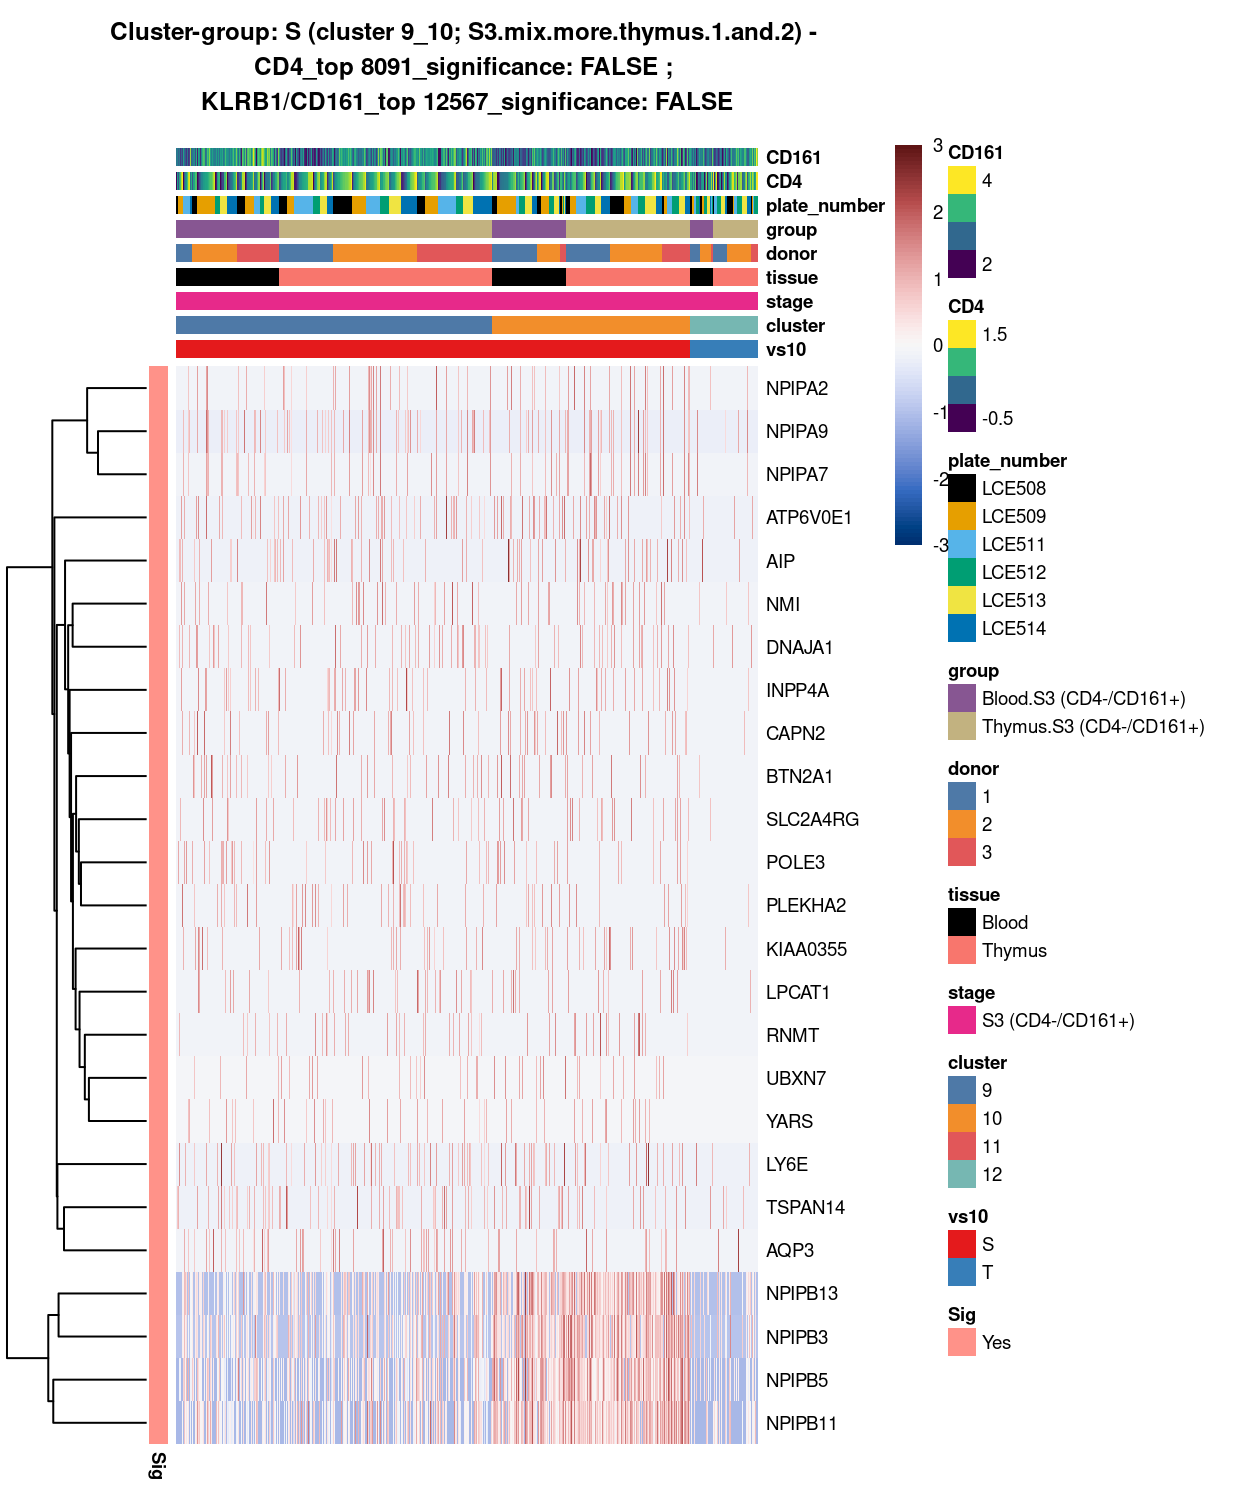 Cluster-group: S (cluster 9_10; S3.mix.more.thymus.1.and.2) -
CD4_top 8091_significance: FALSE ;
KLRB1/CD161_top 12567_significance: FALSE
CD161
CD4
plate_number
group
donor
tissue
stage
cluster
vs10
NPIPA2
NPIPA9
NPIPA7
ATP6V0E1
AIP
NMI
DNAJA1
INPP4A
CAPN2
BTN2A1
SLC2A4RG
POLE3
PLEKHA2
KIAA0355
LPCAT1
RNMT
UBXN7
YARS
LY6E
TSPAN14
AQP3
NPIPB13
NPIPB3
NPIPB5
NPIPB11
Sig
3
2
1
0
-1
-2
-3
CD161
4
2
CD4
1.5
-0.5
plate_number
LCE508
LCE509
LCE511
LCE512
LCE513
LCE514
group
Blood.S3 (CD4-/CD161+)
Thymus.S3 (CD4-/CD161+)
donor
1
2
3
tissue
Blood
Thymus
stage
S3 (CD4-/CD161+)
cluster
9
10
11
12
vs10
S
T
Sig
Yes